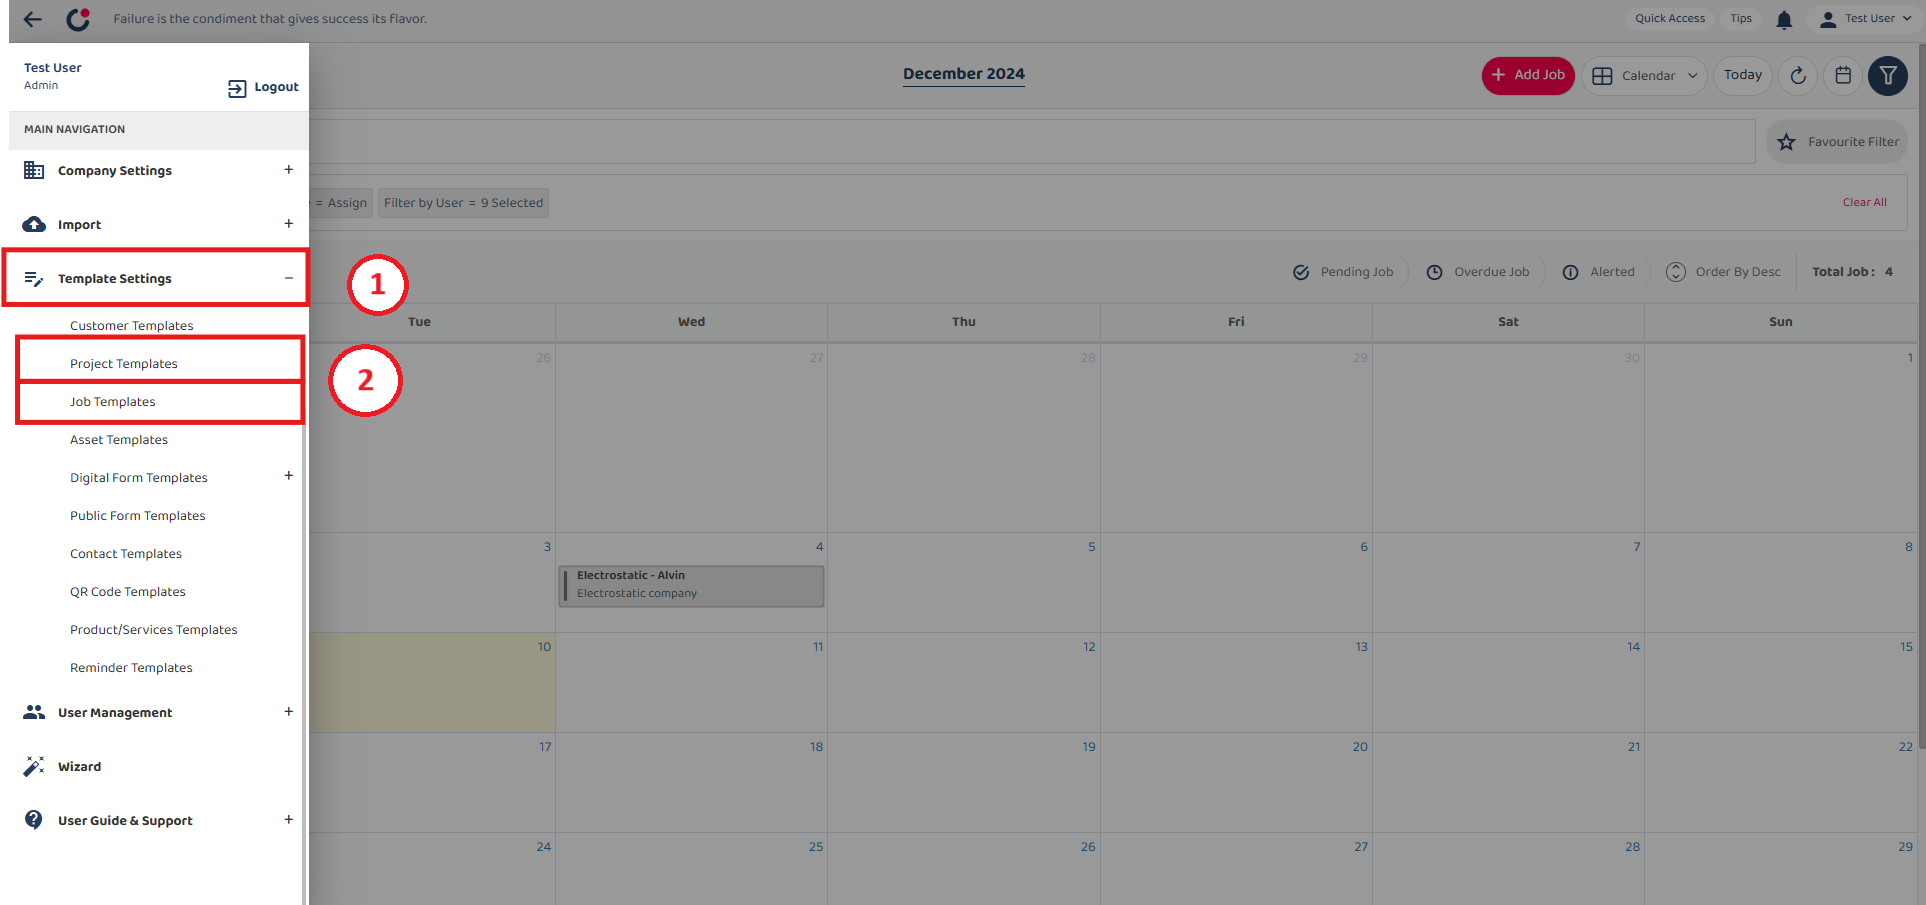 Failure is the condiment that gives success its flavor.
Quick Access
Tips
Test User
Test User
Admin
Logout
MAIN NAVIGATION
Company Settings +
Import +
Template Settings −
Customer Templates
Project Templates
Job Templates
Asset Templates
Digital Form Templates +
Public Form Templates
Contact Templates
QR Code Templates
Product/Services Templates
Reminder Templates
User Management +
Wizard
User Guide & Support +
1
2
December 2024
+ Add Job
Calendar
Today
Favourite Filter
= Assign
Filter by User = 9 Selected
Clear All
Pending Job
Overdue Job
Alerted
Order By Desc
Total Job : 4
Tue Wed Thu Fri Sat Sun
26 27 28 29 30 1
3 4 5 6 7 8
Electrostatic - Alvin
Electrostatic company
10 11 12 13 14 15
17 18 19 20 21 22
24 25 26 27 28 29